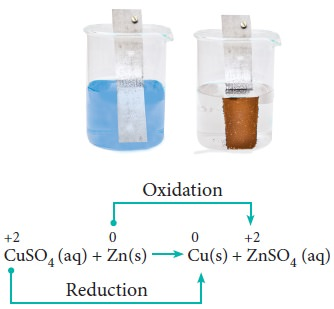 Oxidation
+2 0 0 +2
CuSO₄ (aq) + Zn(s) ⟶ Cu(s) + ZnSO₄ (aq)
Reduction